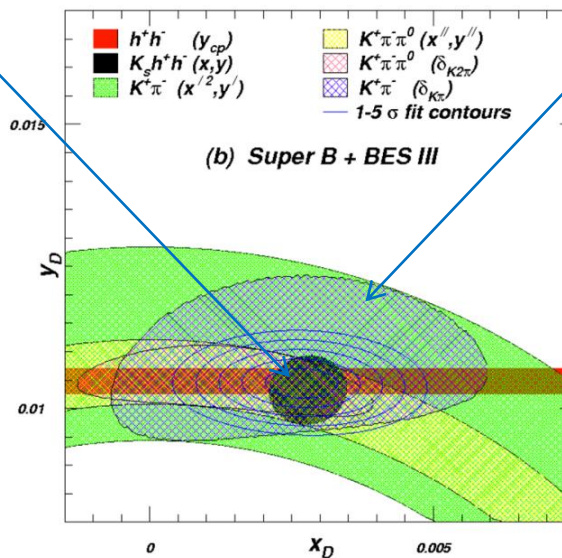 h⁺h⁻ (y_cp)
K_s h⁺h⁻ (x,y)
K⁺π⁻ (x′²,y′)
K⁺π⁻π⁰ (x′′,y′′)
K⁺π⁻π⁰ (δ_K2π)
K⁺π⁻ (δ_Kπ)
1-5 σ fit contours
0.015
(b) Super B + BES III
y_D
0.01
0
0.005
x_D